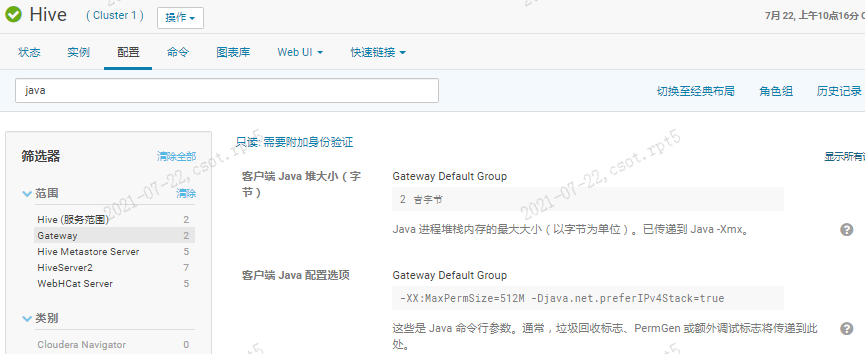 Hive ( Cluster 1 ) 操作
7月 22, 上午10点16分
状态 实例 配置 命令 图表库 Web UI 快速链接
java
切换至经典布局 角色组 历史记录
只读: 需要附加身份验证
筛选器 清除全部
显示所有
范围 清除
Hive (服务范围) 2
Gateway 2
Hive Metastore Server 5
HiveServer2 7
WebHCat Server 5
类别
Cloudera Navigator 0
客户端 Java 堆大小（字
节）
Gateway Default Group
2 吉字节
Java 进程堆栈内存的最大大小（以字节为单位）。已传递到 Java -Xmx。
客户端 Java 配置选项
Gateway Default Group
-XX:MaxPermSize=512M -Djava.net.preferIPv4Stack=true
这些是 Java 命令行参数。通常，垃圾回收标志、PermGen 或额外调试标志将传递到此
处。
2021-07-22,csot.rpt5
2021-07-22,csot.rpt5